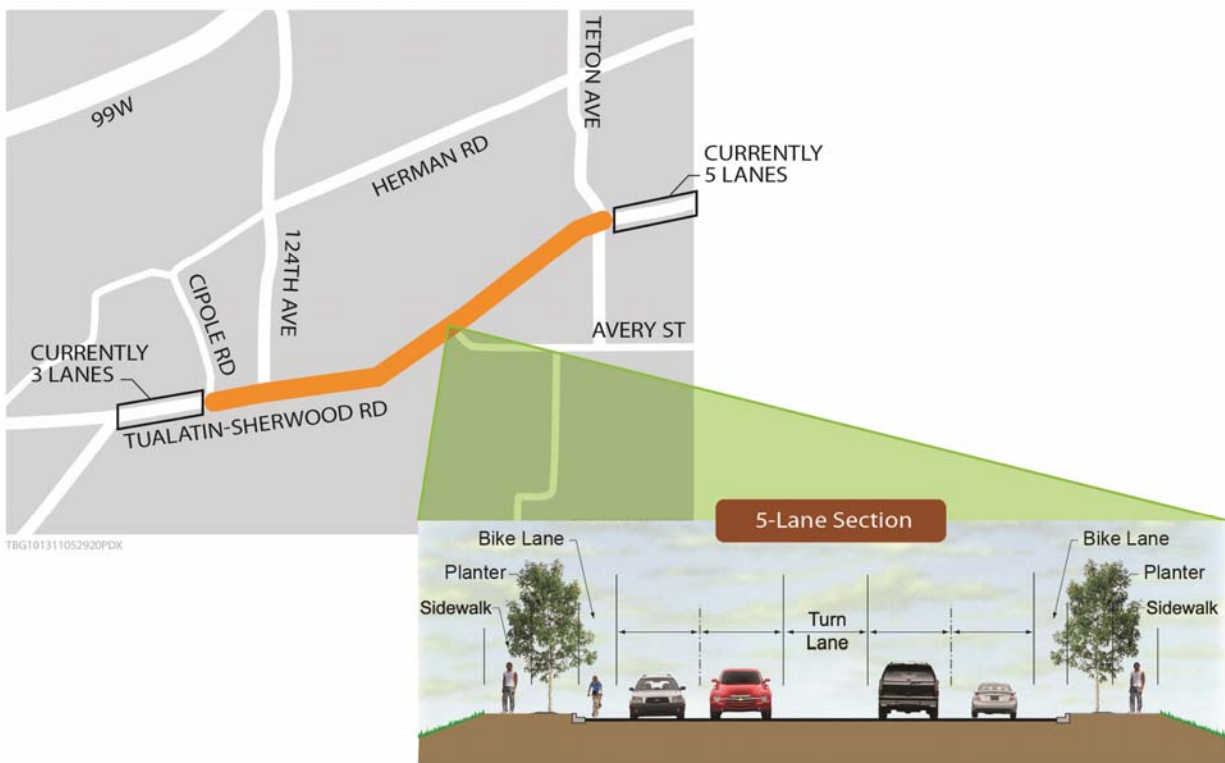 99W
HERMAN RD
TETON AVE
CURRENTLY
5 LANES
124TH AVE
CIPOLE RD
AVERY ST
CURRENTLY
3 LANES
TUALATIN-SHERWOOD RD
TBG101311052920PDX
5-Lane Section
Bike Lane
Bike Lane
Planter
Planter
Sidewalk
Sidewalk
Turn
Lane